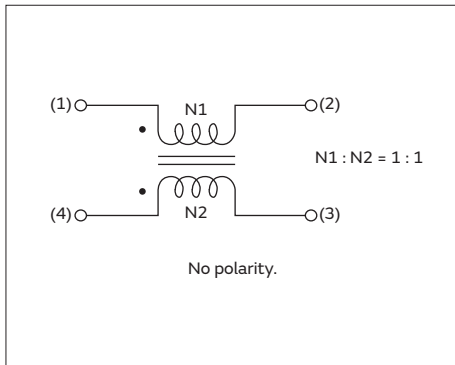 (1)
N1
(2)
N1 : N2 = 1 : 1
(4)
N2
(3)
No polarity.